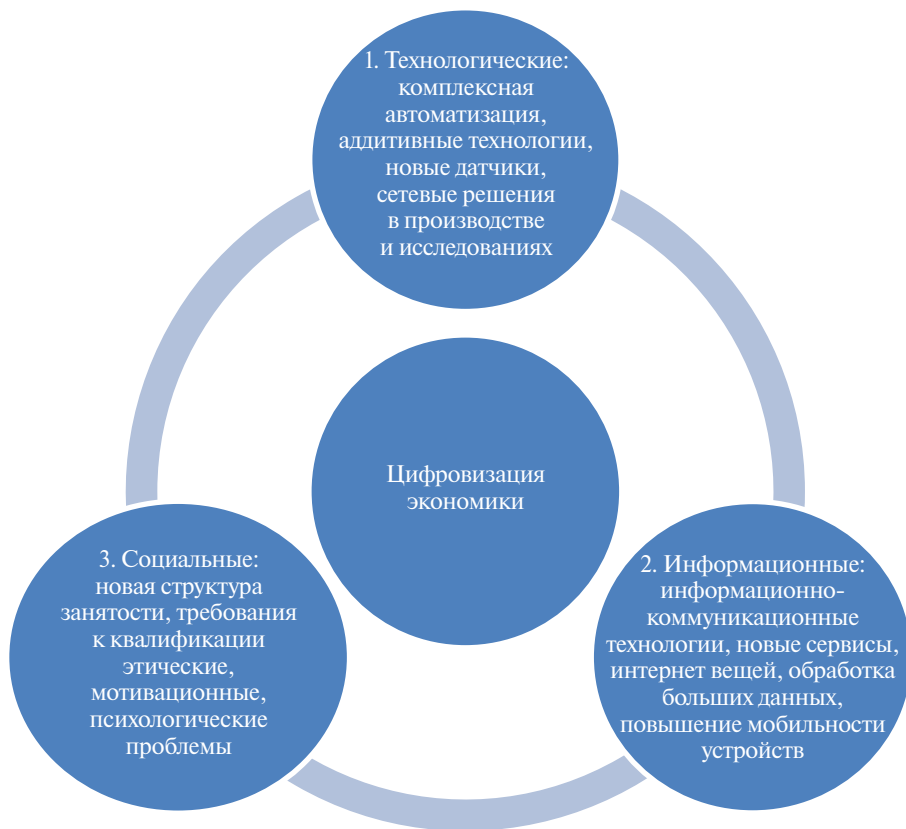 1. Технологические:
комплексная
автоматизация,
аддитивные технологии,
новые датчики,
сетевые решения
в производстве
и исследованиях
Цифровизация
экономики
2. Информационные:
информационно-
коммуникационные
технологии, новые сервисы,
интернет вещей, обработка
больших данных,
повышение мобильности
устройств
3. Социальные:
новая структура
занятости, требования
к квалификации
этические,
мотивационные,
психологические
проблемы